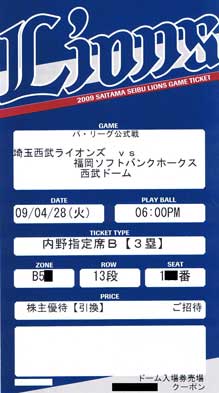 Lions
2009 SAITAMA SEIBU LIONS GAME TICKET
GAME
パ・リーグ公式戦
埼玉西武ライオンズ vs
福岡ソフトバンクホークス
西武ドーム
DATE
PLAY BALL
09/04/28(火)
06:00PM
TICKET TYPE
内野指定席B【3塁】
ZONE
ROW
SEAT
B5
13段
1 番
PRICE
株主優待【引換】 ご招待
ドーム入場券売場
クーポン